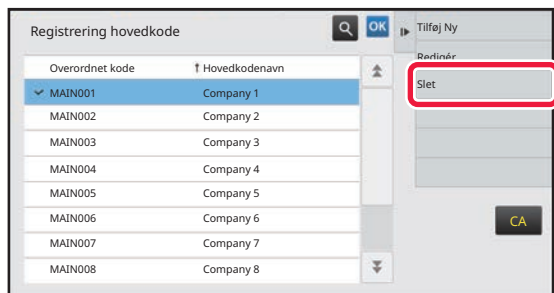 Registrering hovedkode
OK
Tilføj Ny
Redigér
Slet
Overordnet kode Hovedkodenavn
MAIN001 Company 1
MAIN002 Company 2
MAIN003 Company 3
MAIN004 Company 4
MAIN005 Company 5
MAIN006 Company 6
MAIN007 Company 7
MAIN008 Company 8
CA